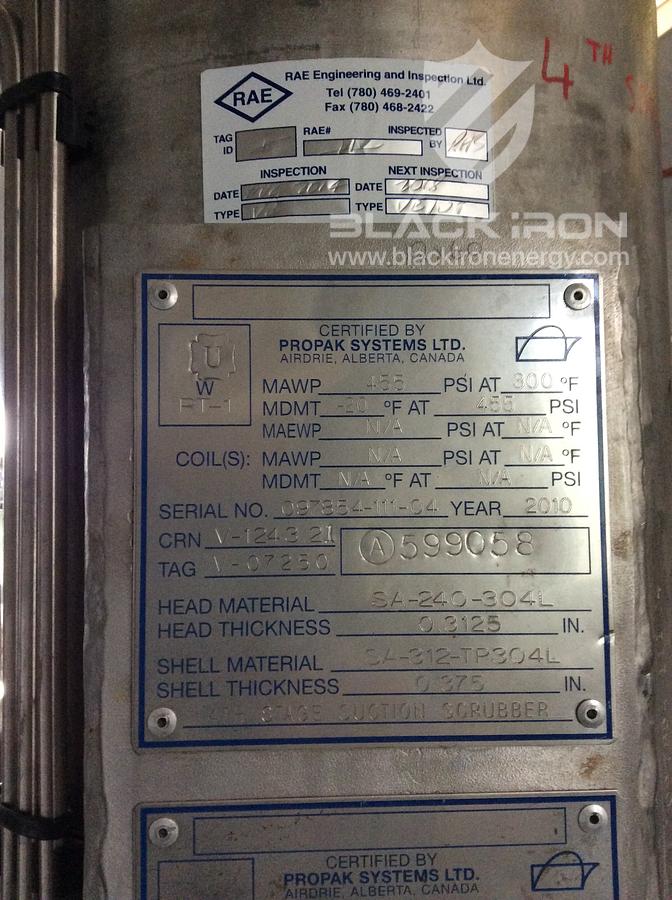 4TH
RAE
RAE Engineering and Inspection Ltd.
Tel (780) 469-2401
Fax (780) 468-2422
TAG ID RAE# INSPECTED BY
INSPECTION NEXT INSPECTION
DATE DATE 2018
TYPE TYPE
BLACK IRON
www.blackironenergy.com
CERTIFIED BY
PROPAK SYSTEMS LTD.
AIRDRIE, ALBERTA, CANADA
U
W
RT-1
MAWP 455 PSI AT 300 °F
MDMT -20 °F AT 455 PSI
MAEWP N/A PSI AT N/A °F
COIL(S): MAWP N/A PSI AT N/A °F
MDMT N/A °F AT N/A PSI
SERIAL NO. 097854-111-04 YEAR 2010
CRN V-1243.21
A 599058
TAG V-07250
HEAD MATERIAL SA-240-304L
HEAD THICKNESS 0.3125 IN.
SHELL MATERIAL SA-312-TP304L
SHELL THICKNESS 0.375 IN.
4TH STAGE SUCTION SCRUBBER
CERTIFIED BY
PROPAK SYSTEMS LTD.
AIRDRIE, ALBERTA, CANADA